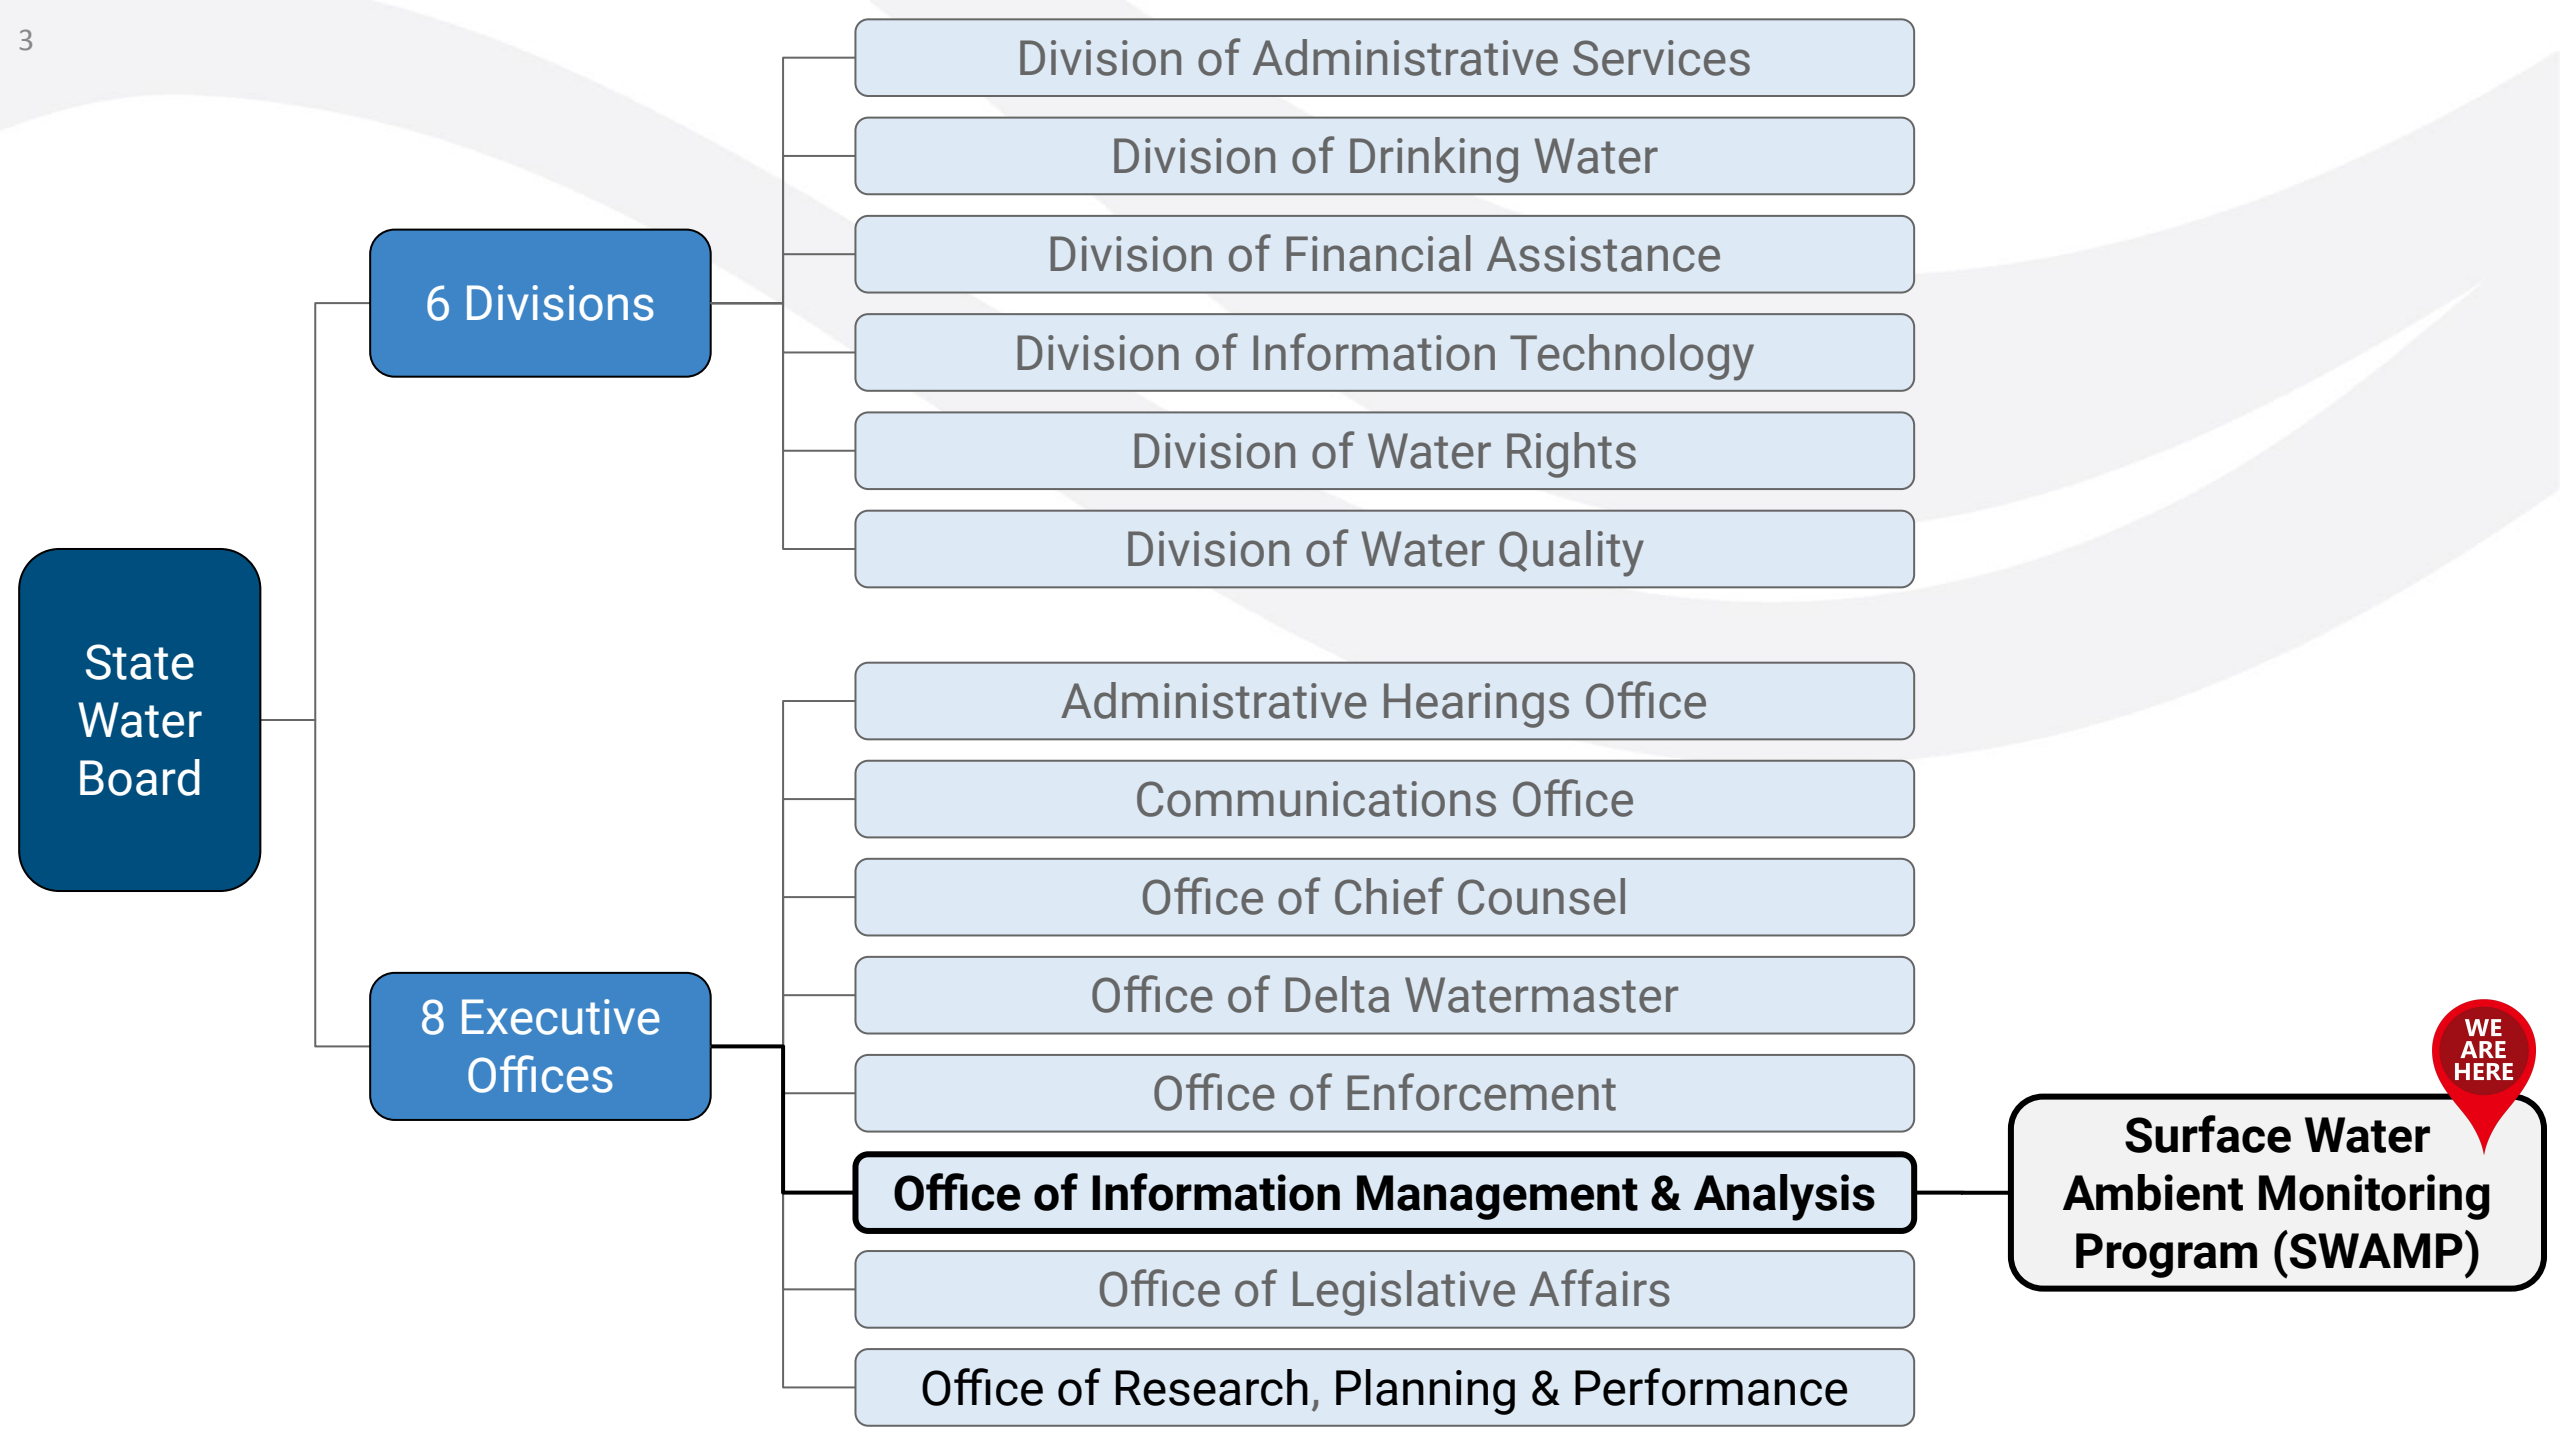 3
State
Water
Board
6 Divisions
Division of Administrative Services
Division of Drinking Water
Division of Financial Assistance
Division of Information Technology
Division of Water Rights
Division of Water Quality
8 Executive
Offices
Administrative Hearings Office
Communications Office
Office of Chief Counsel
Office of Delta Watermaster
Office of Enforcement
Office of Information Management & Analysis
Office of Legislative Affairs
Office of Research, Planning & Performance
WE
ARE
HERE
Surface Water
Ambient Monitoring
Program (SWAMP)